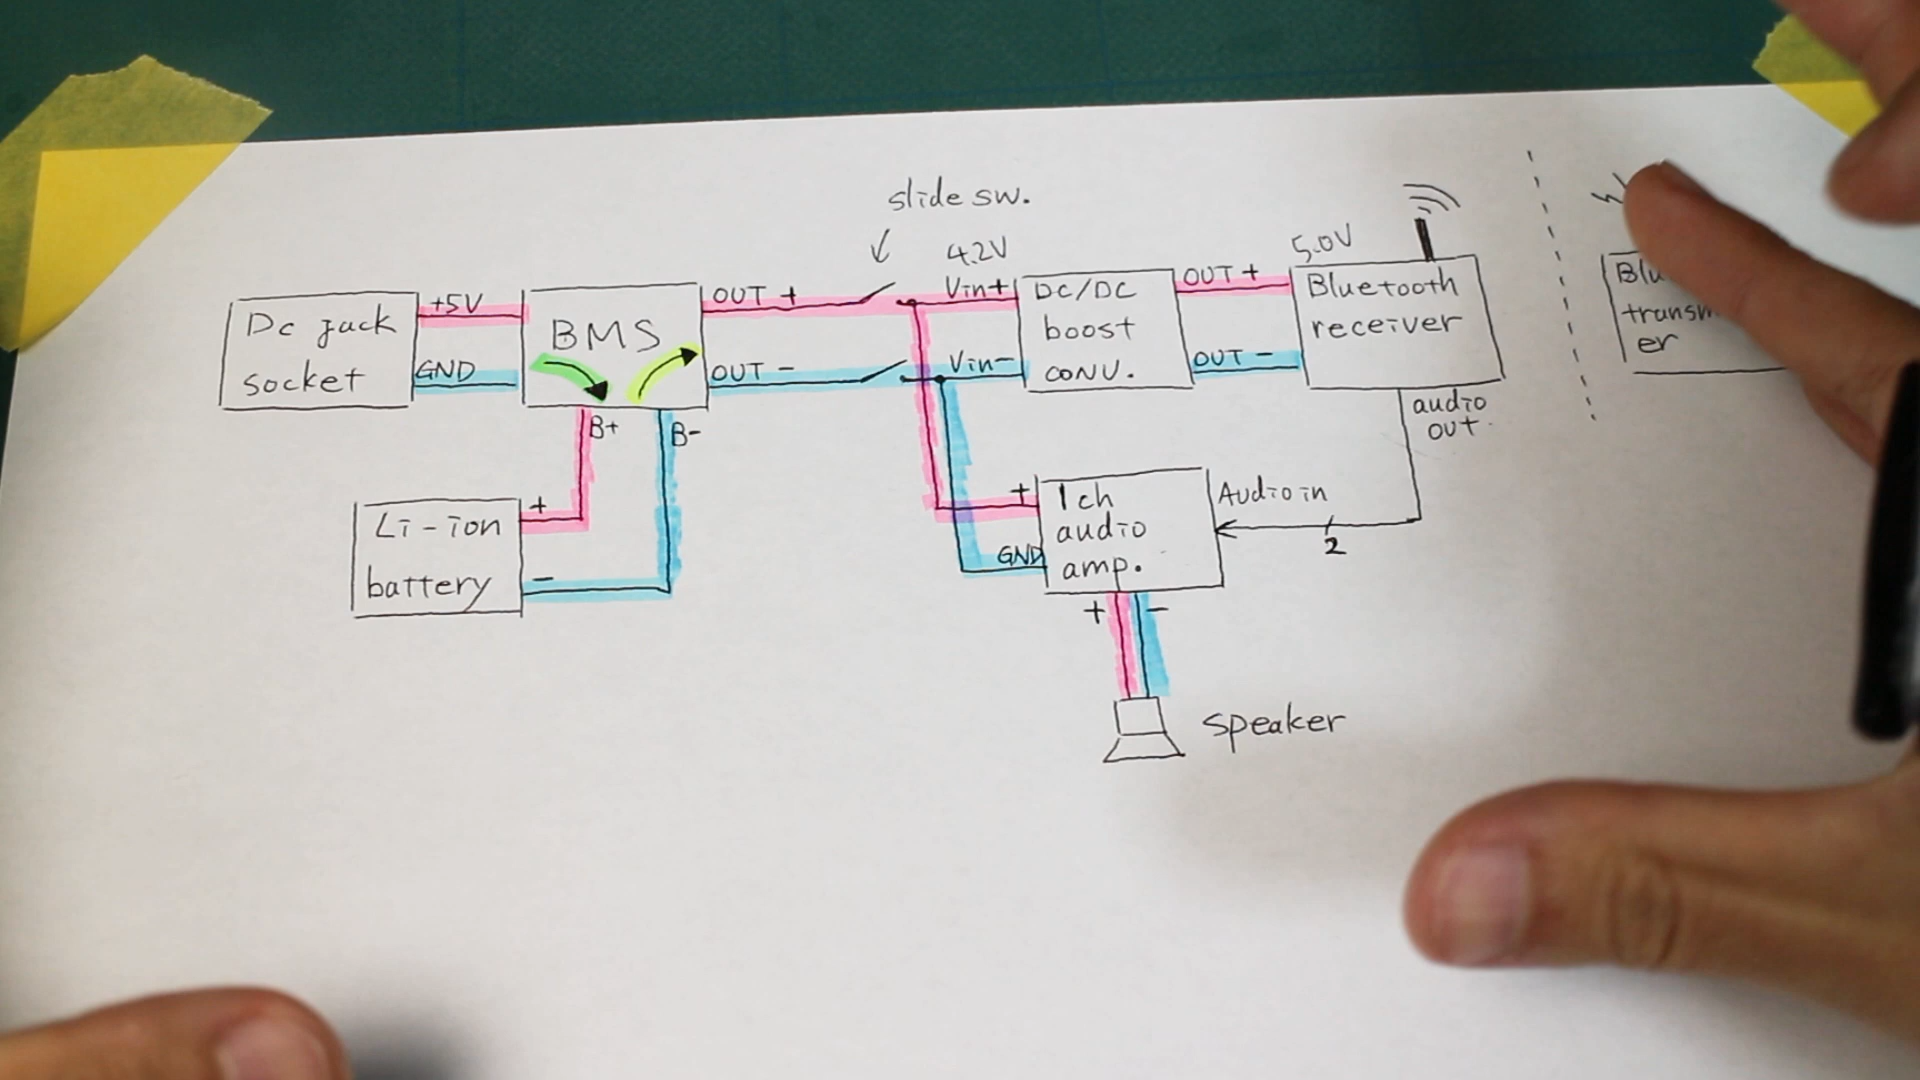 slide sw.
4.2V
5.0V
Dc jack
socket
+5V
GND
BMS
OUT +
OUT -
B+
B-
Vin+
Vin-
DC/DC
boost
conv.
OUT +
OUT -
Bluetooth
receiver
audio
out.
transm
er
Li-ion
battery
+
-
+
GND
1ch
audio
amp.
Audio in
2
+
-
speaker